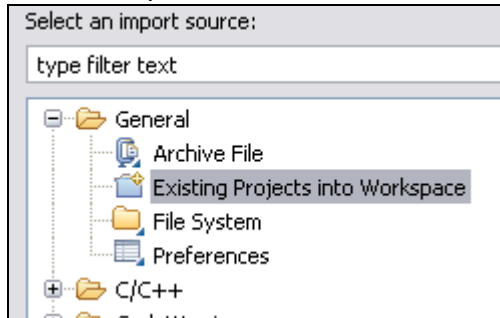 Select an import source:
type filter text
General
Archive File
Existing Projects into Workspace
File System
Preferences
C/C++